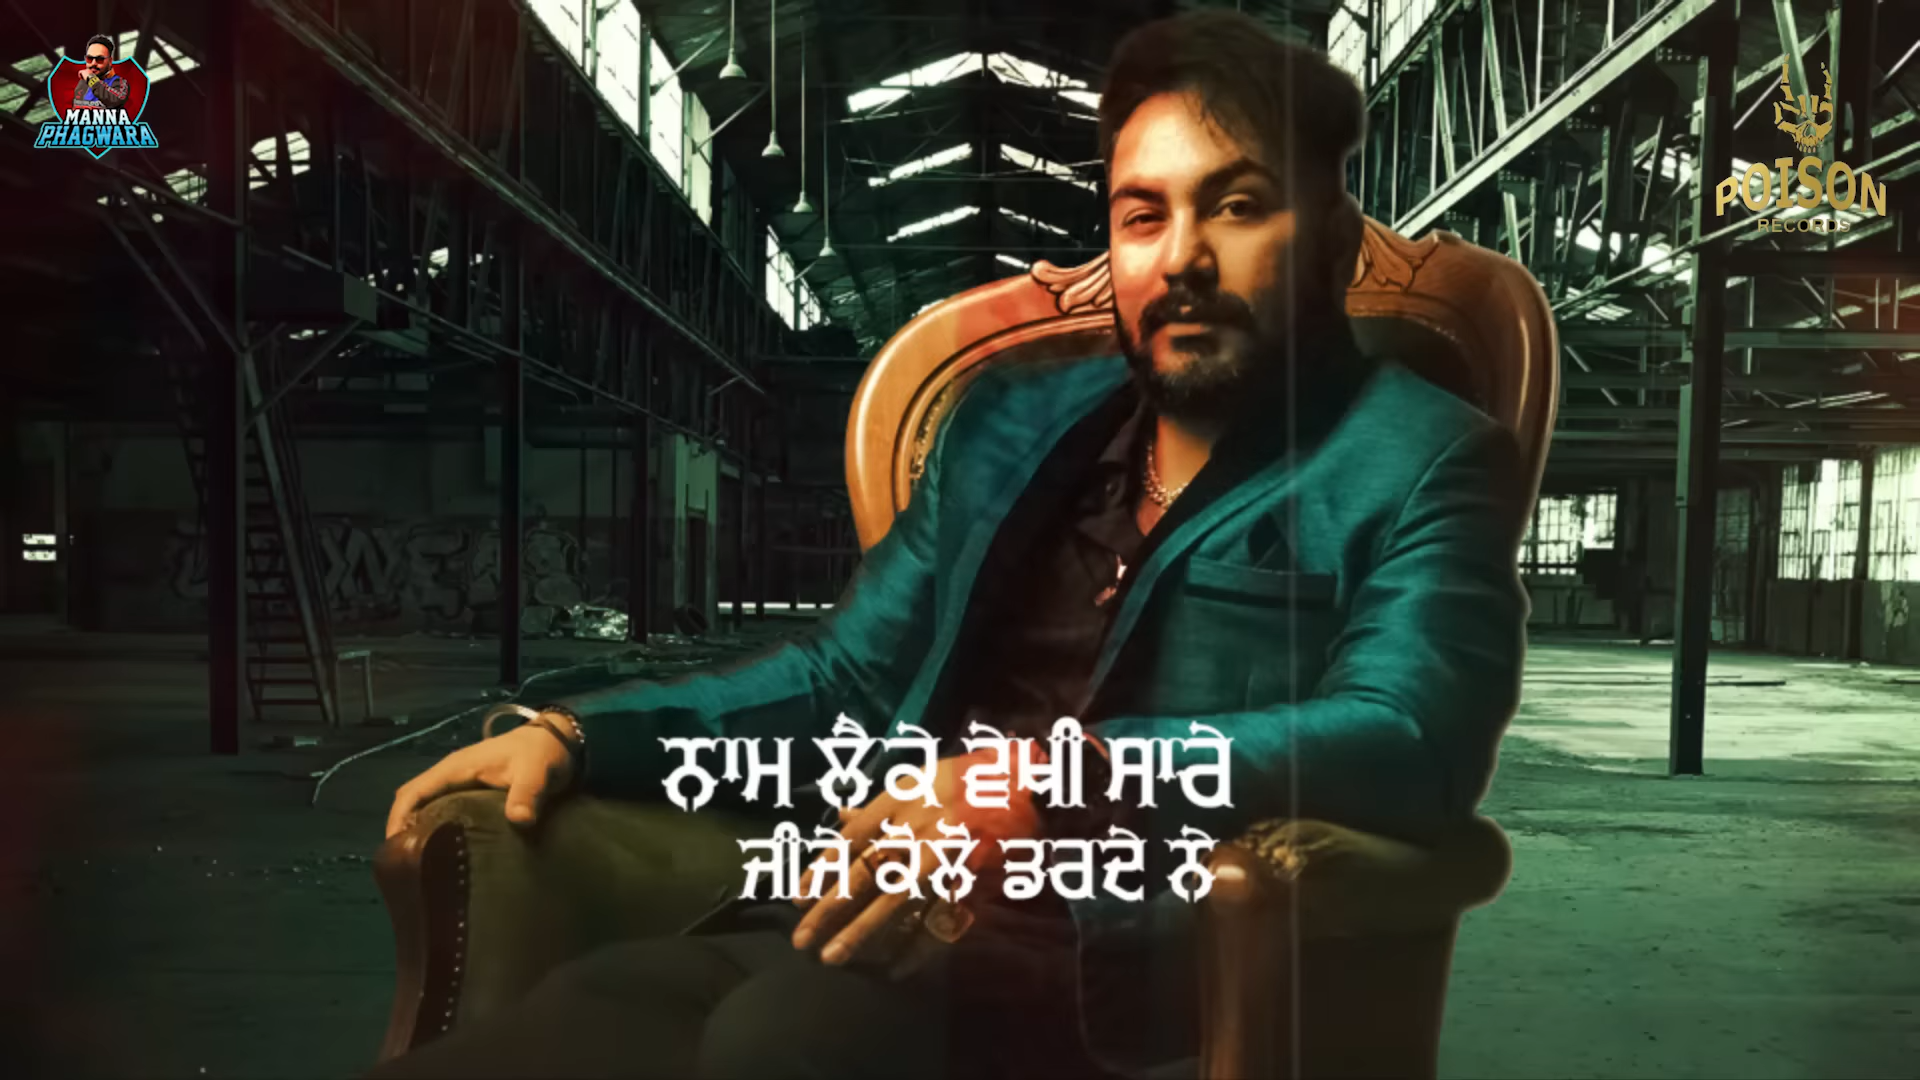 MANNA
PHAGWARA
POISON
RECORDS
ਨਾਮ ਲੈਕੇ ਵੇਖੀ ਸਾਰੇ
ਜੀਜੇ ਕੋਲੋ ਡਰਦੇ ਨੇ